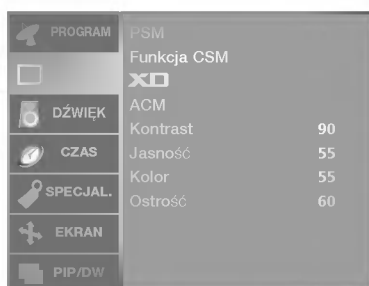 PROGRAM
DŹWIĘK
CZAS
SPECJAL.
EKRAN
PIP/DW
PSM
Funkcja CSM
XD
ACM
Kontrast 90
Jasność 55
Kolor 55
Ostrość 60